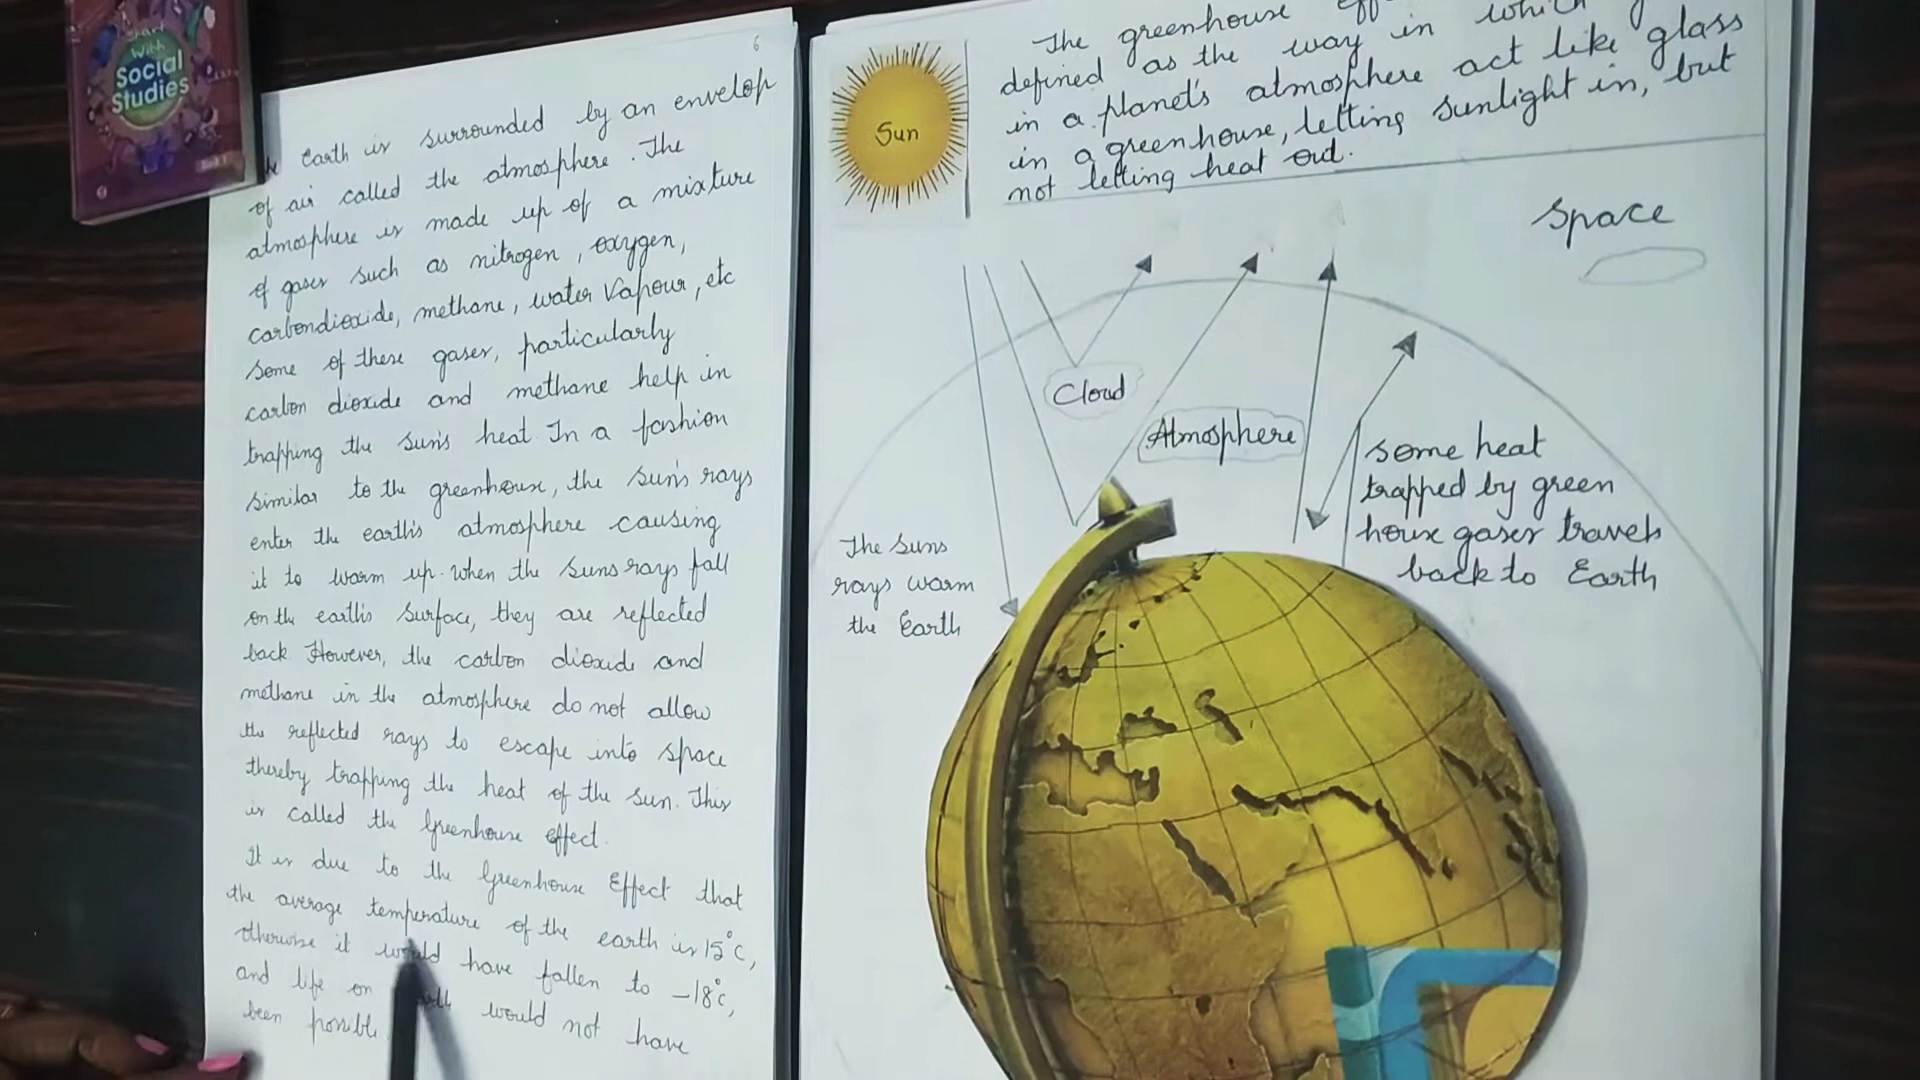 Start
With
Social
Studies
6
Earth is surrounded by an envelop
of air called the atmosphere. The
atmosphere is made up of a mixture
of gases such as nitrogen, oxygen,
carbondioxide, methane, water vapour, etc
some of these gases, particularly
carbon dioxide and methane help in
trapping the sun's heat In a fashion
similar to the greenhouse, the sun's rays
enter the earth's atmosphere causing
it to warm up. when the suns rays fall
on the earth's surface, they are reflected
back. However, the carbon dioxide and
methane in the atmosphere do not allow
the reflected rays to escape into space
thereby trapping the heat of the sun. This
is called the Greenhouse effect.
It is due to the Greenhouse Effect that
the average temperature of the earth is 15°C,
otherwise it would have fallen to -18°C,
and life on would not have
been possible
Sun
The greenhouse
defined as the way in which
in a planet's atmosphere act like glass
in a greenhouse, letting sunlight in, but
not letting heat out.
Space
Cloud
Atmosphere
some heat
trapped by green
house gases travels
back to Earth
The suns
rays warm
the Earth